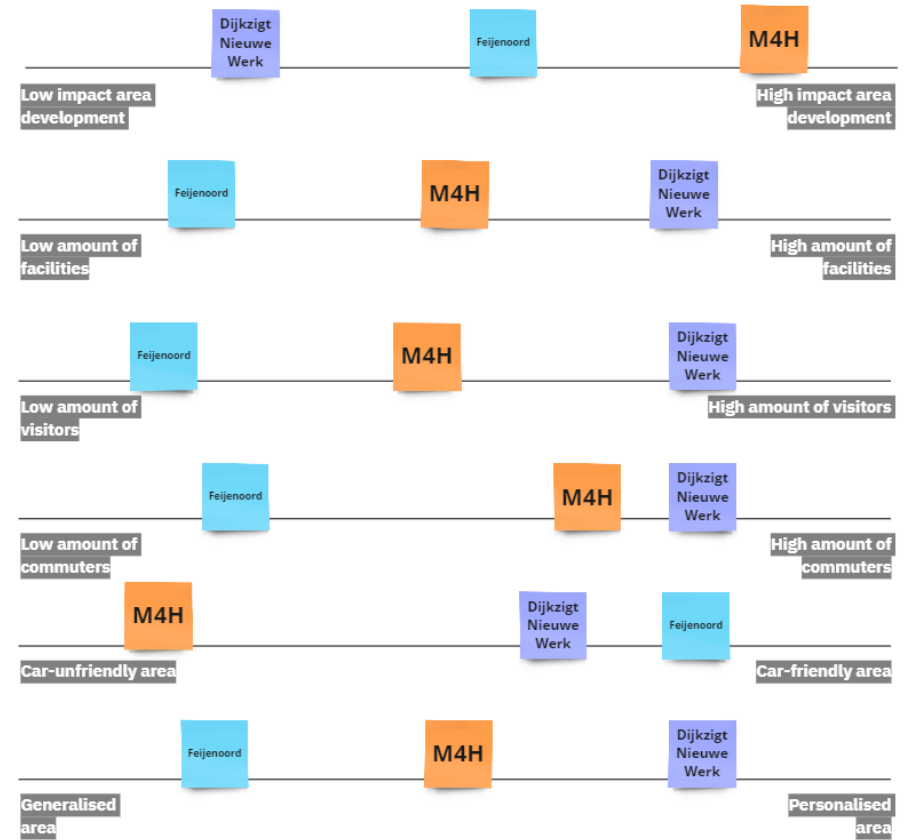 Dijkzigt
Nieuwe
Werk
Feijenoord
M4H
Low impact area
development
High impact area
development
Feijenoord
M4H
Dijkzigt
Nieuwe
Werk
Low amount of
facilities
High amount of
facilities
Feijenoord
M4H
Dijkzigt
Nieuwe
Werk
Low amount of
visitors
High amount of visitors
Feijenoord
M4H
Dijkzigt
Nieuwe
Werk
Low amount of
commuters
High amount of
commuters
M4H
Dijkzigt
Nieuwe
Werk
Feijenoord
Car-unfriendly area
Car-friendly area
Feijenoord
M4H
Dijkzigt
Nieuwe
Werk
Generalised
area
Personalised
area